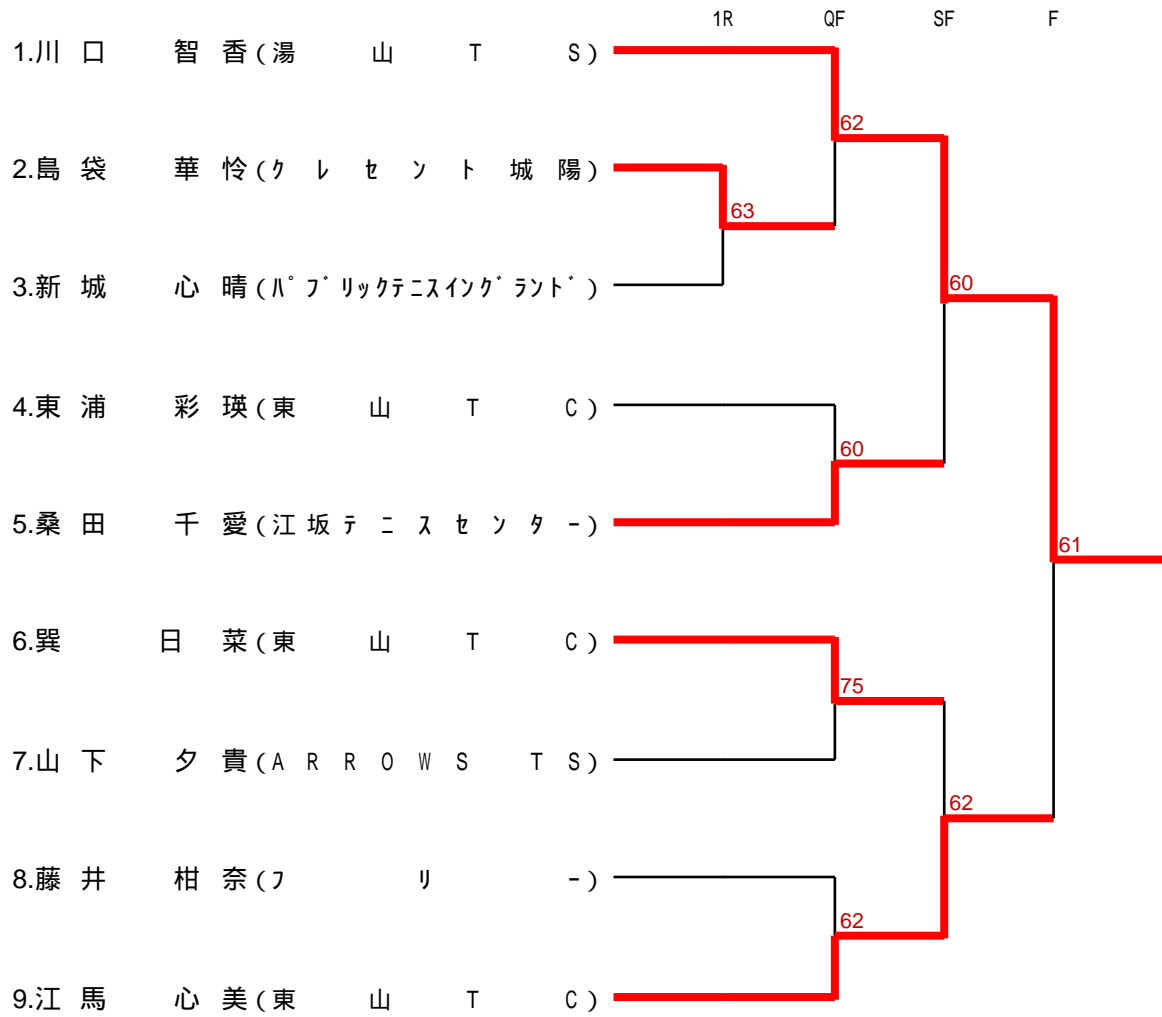 1R QF SF F
1.川口 智香(湯山TS)
62
2.島袋 華怜(クレセント城陽)
63
3.新城 心晴(パブリックテニスイングランド)
60
4.東浦 彩瑛(東山TC)
60
5.桑田 千愛(江坂テニスセンター)
61
6.巽 日菜(東山TC)
75
7.山下 夕貴(ARROWS TS)
62
8.藤井 柑奈(フリー)
62
9.江馬 心美(東山TC)